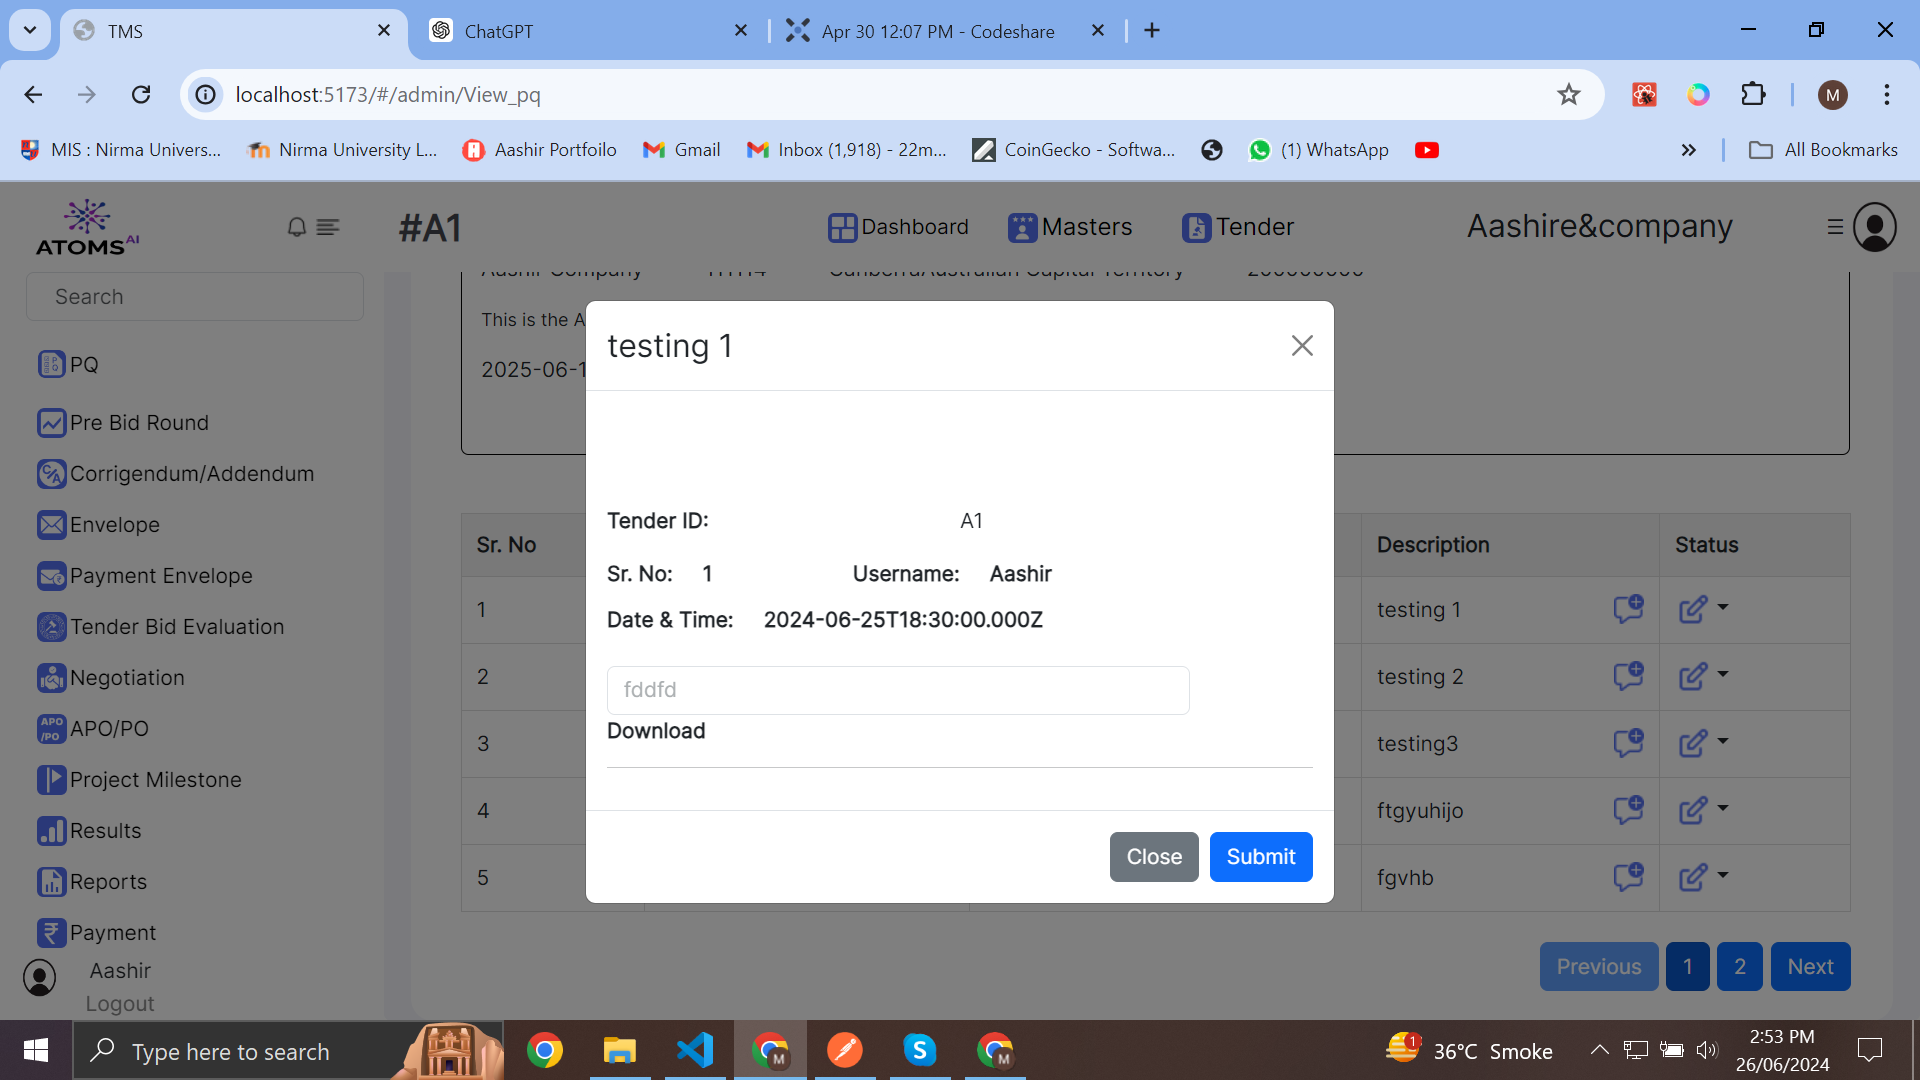 TMS
ChatGPT
Apr 30 12:07 PM - Codeshare
localhost:5173/#/admin/View_pq
M
MIS : Nirma Univers...
Nirma University L...
Aashir Portfoilo
Gmail
Inbox (1,918) - 22m...
CoinGecko - Softwa...
(1) WhatsApp
All Bookmarks
ATOMS AI
#A1
Dashboard
Masters
Tender
Aashire&company
Search
PQ
Pre Bid Round
Corrigendum/Addendum
Envelope
Payment Envelope
Tender Bid Evaluation
Negotiation
APO/PO
Project Milestone
Results
Reports
Payment
Aashir
Logout
This is the A
2025-06-1
testing 1
Tender ID: A1
Sr. No: 1 Username: Aashir
Date & Time: 2024-06-25T18:30:00.000Z
fddfd
Download
Close
Submit
Sr. No Description Status
1 testing 1
2 testing 2
3 testing3
4 ftgyuhijo
5 fgvhb
Previous 1 2 Next
Type here to search
36°C Smoke
2:53 PM
26/06/2024